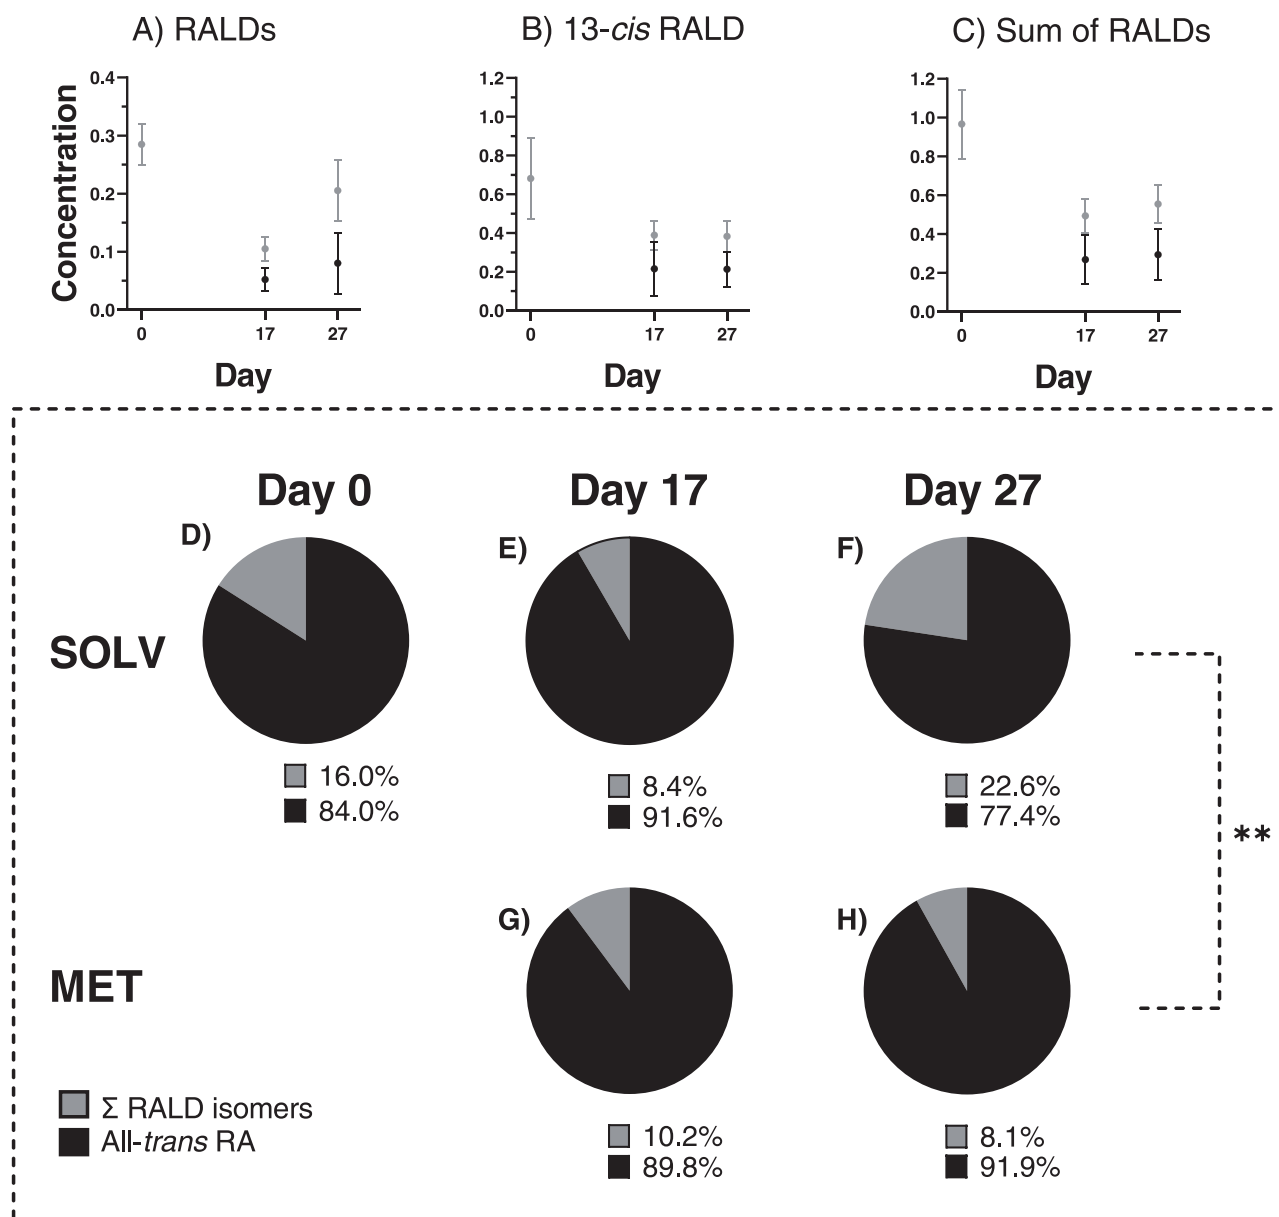 A) RALDs
B) 13-cis RALD
C) Sum of RALDs
Concentration
0.4
0.3
0.2
0.1
0.0
0 17 27
Day
1.2
1.0
0.8
0.6
0.4
0.2
0.0
0 17 27
Day
1.2
1.0
0.8
0.6
0.4
0.2
0.0
0 17 27
Day
Day 0 Day 17 Day 27
D) E) F)
SOLV
16.0%
84.0%
8.4%
91.6%
22.6%
77.4%
**
G) H)
MET
10.2%
89.8%
8.1%
91.9%
Σ RALD isomers
All-trans RA